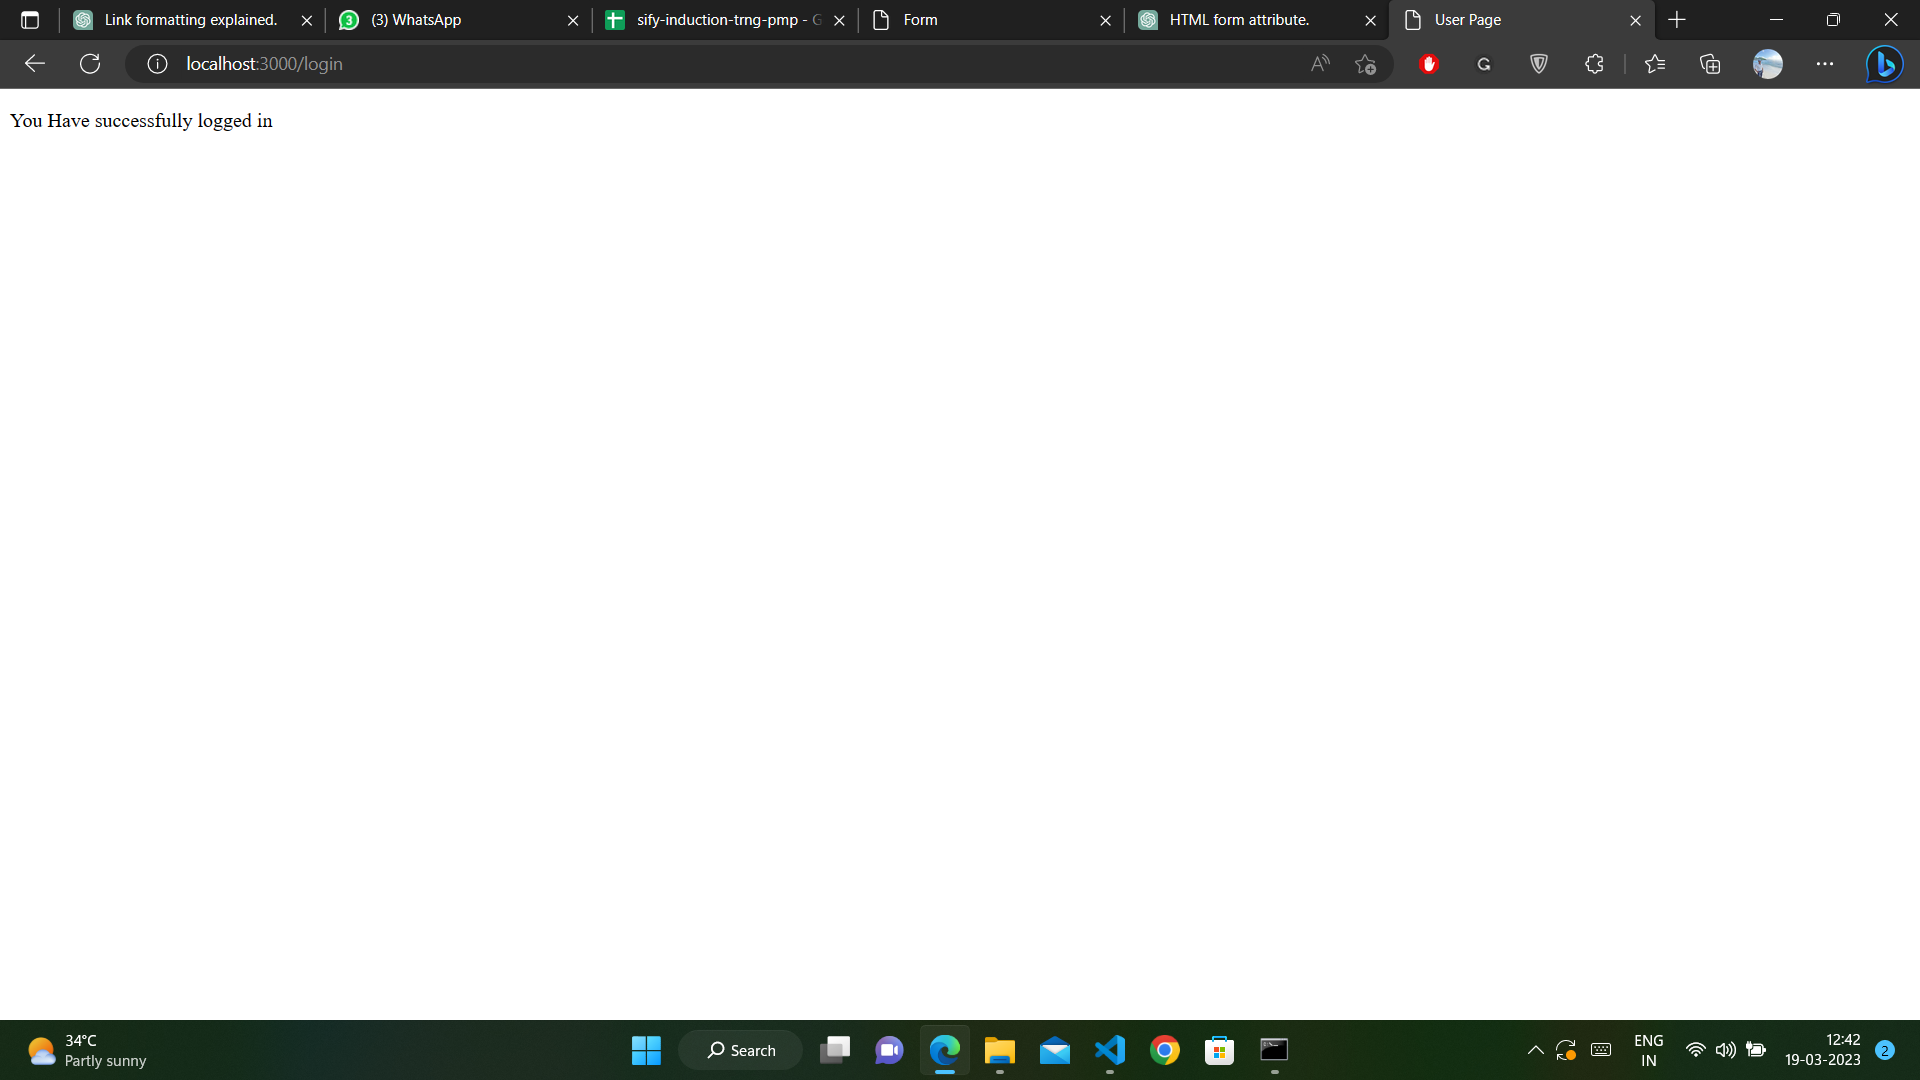 Link formatting explained.
3
(3) WhatsApp
sify-induction-trng-pmp - G
Form
HTML form attribute.
User Page
localhost:3000/login
You Have successfully logged in
34°C
Partly sunny
Search
ENG
IN
12:42
19-03-2023
2